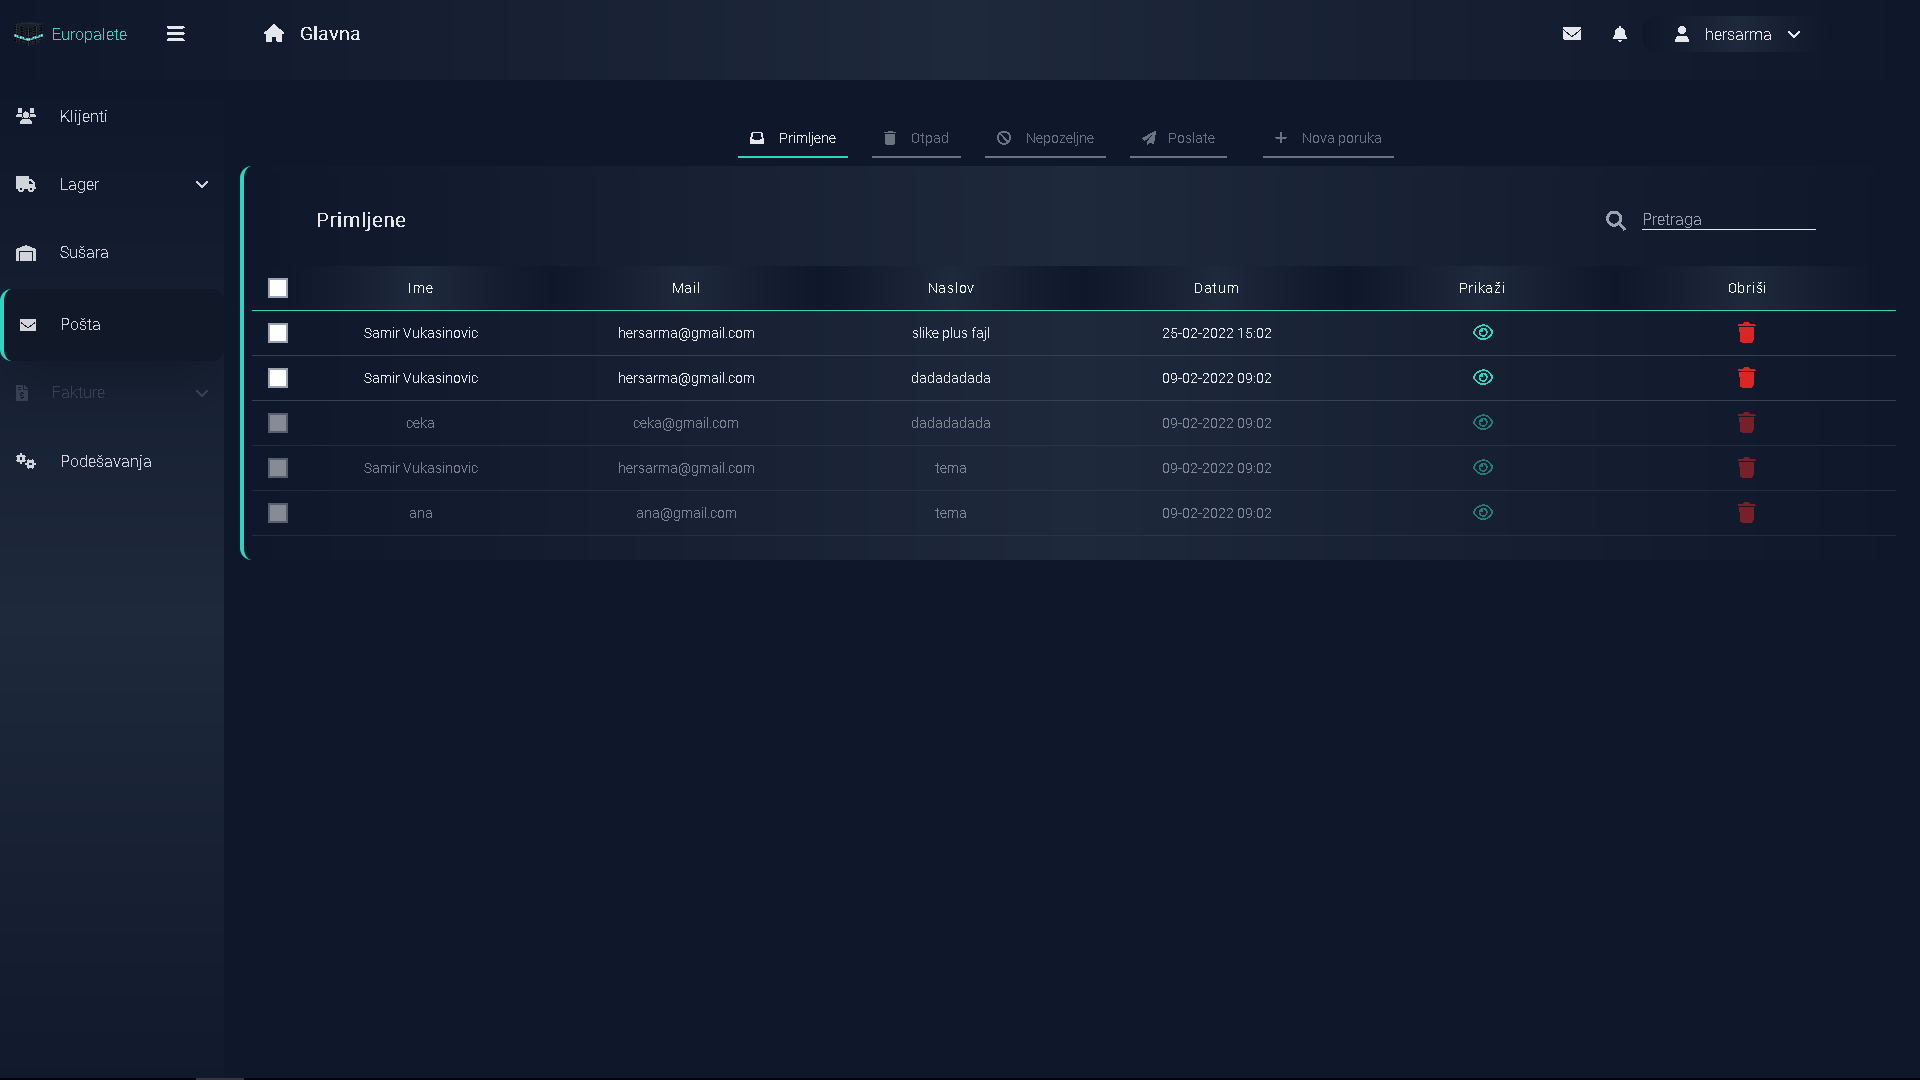 Europalete
Glavna
hersarma
Klijenti
Lager
Sušara
Pošta
Fakture
Podešavanja
Primljene
Otpad
Nepozeljne
Poslate
Nova poruka
Primljene
Pretraga
Ime Mail Naslov Datum Prikaži Obriši
Samir Vukasinovic hersarma@gmail.com slike plus fajl 25-02-2022 15:02
Samir Vukasinovic hersarma@gmail.com dadadadada 09-02-2022 09:02
ceka ceka@gmail.com dadadadada 09-02-2022 09:02
Samir Vukasinovic hersarma@gmail.com tema 09-02-2022 09:02
ana ana@gmail.com tema 09-02-2022 09:02